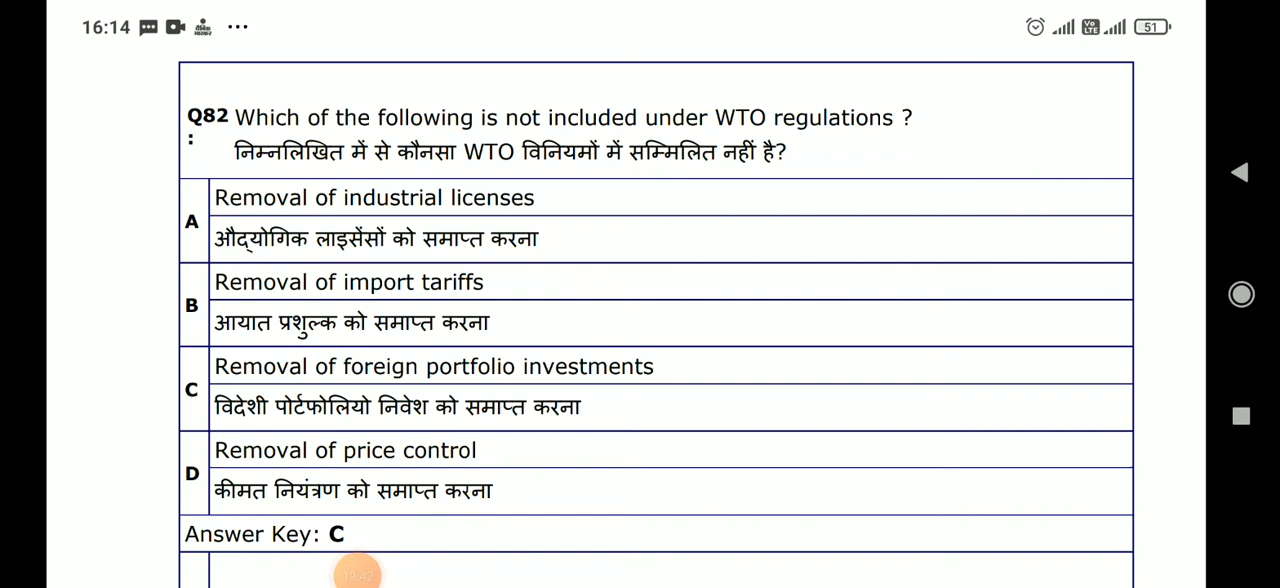 16:14
51
Q82 Which of the following is not included under WTO regulations ?
:
निम्नलिखित में से कौनसा WTO विनियमों में सम्मिलित नहीं है?
A
Removal of industrial licenses
औद्योगिक लाइसेंसों को समाप्त करना
B
Removal of import tariffs
आयात प्रशुल्क को समाप्त करना
C
Removal of foreign portfolio investments
विदेशी पोर्टफोलियो निवेश को समाप्त करना
D
Removal of price control
कीमत नियंत्रण को समाप्त करना
Answer Key: C
19:42